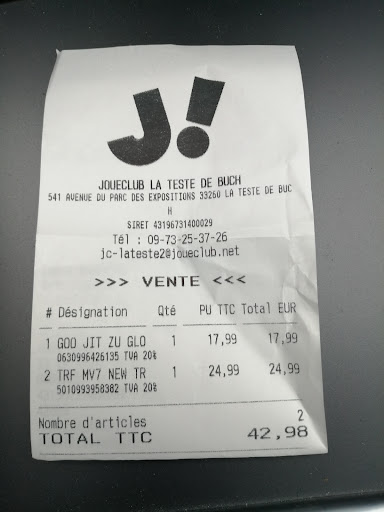 J!
JOUECLUB LA TESTE DE BUCH
541 AVENUE DU PARC DES EXPOSITIONS 33260 LA TESTE DE BUC
H
SIRET 43196731400029
Tél : 09-73-25-37-26
jc-lateste2@joueclub.net
>>> VENTE <<<
# Désignation Qté PU TTC Total EUR
1 GOO JIT ZU GLO 1 17,99 17,99
0630996426135 TVA 20%
2 TRF MV7 NEW TR 1 24,99 24,99
5010993958382 TVA 20%
Nombre d'articles 2
TOTAL TTC 42,98